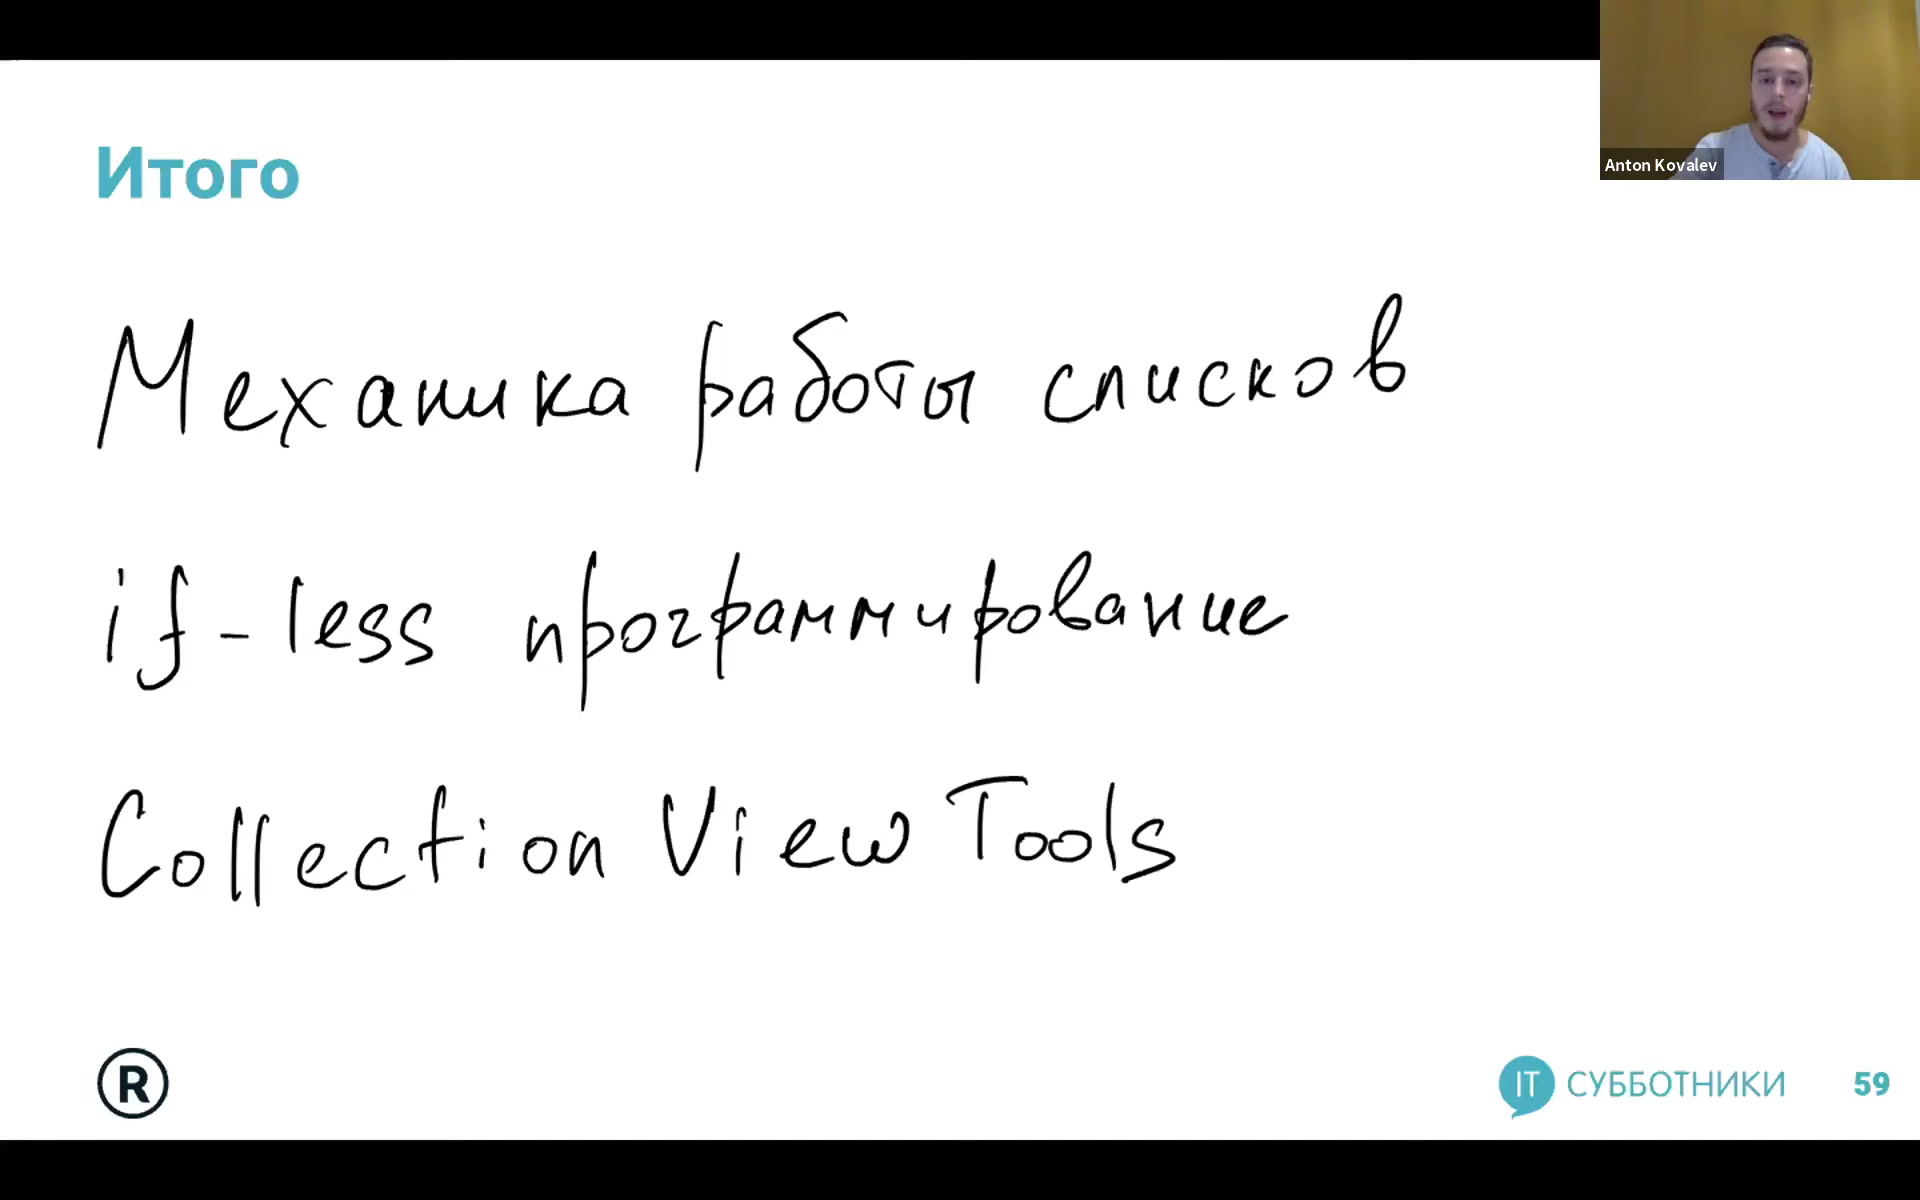 Anton Kovalev
Итого
Механика работы списков
if-less программирование
Collection View Tools
R
IT СУББОТНИКИ 59